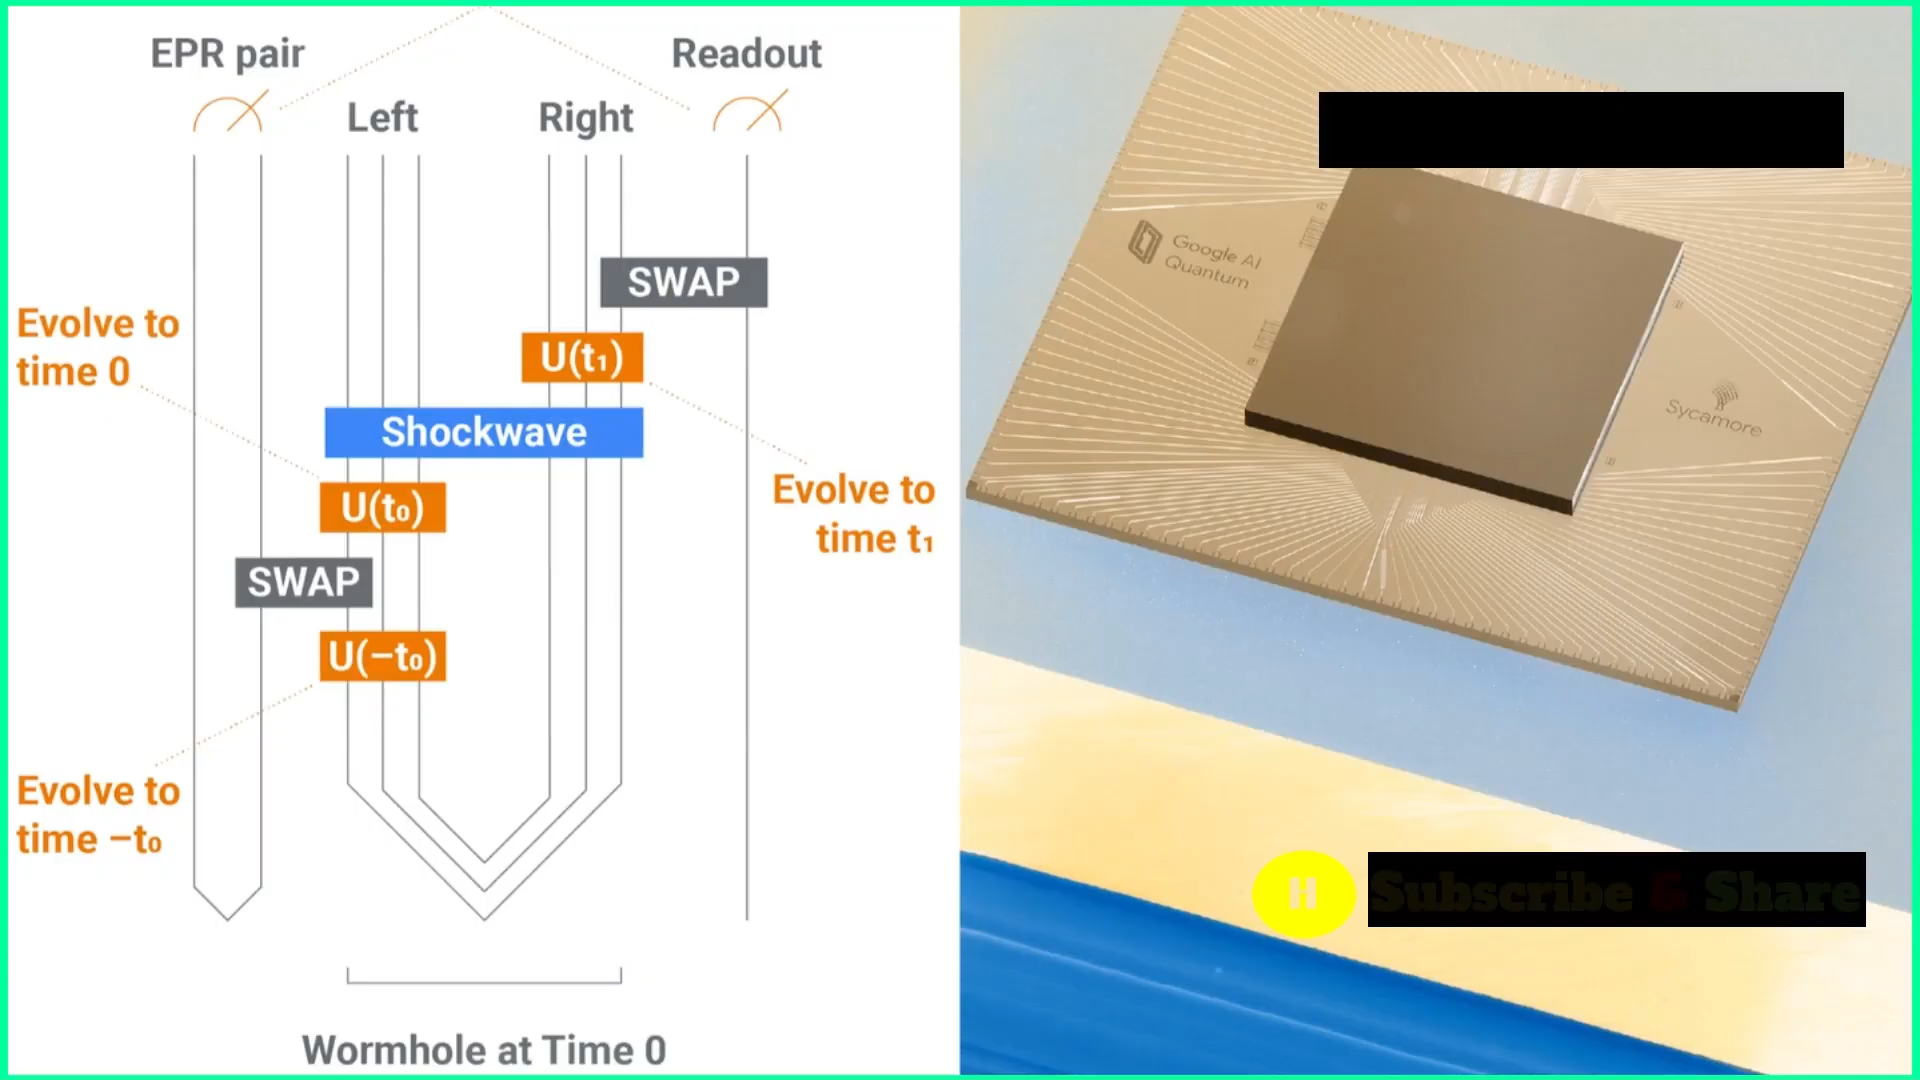 EPR pair
Readout
Left
Right
SWAP
Evolve to
time 0
U(t₁)
Shockwave
U(t₀)
Evolve to
time t₁
SWAP
U(−t₀)
Evolve to
time −t₀
Wormhole at Time 0
Google AI
Quantum
Sycamore
H
Subscribe & Share